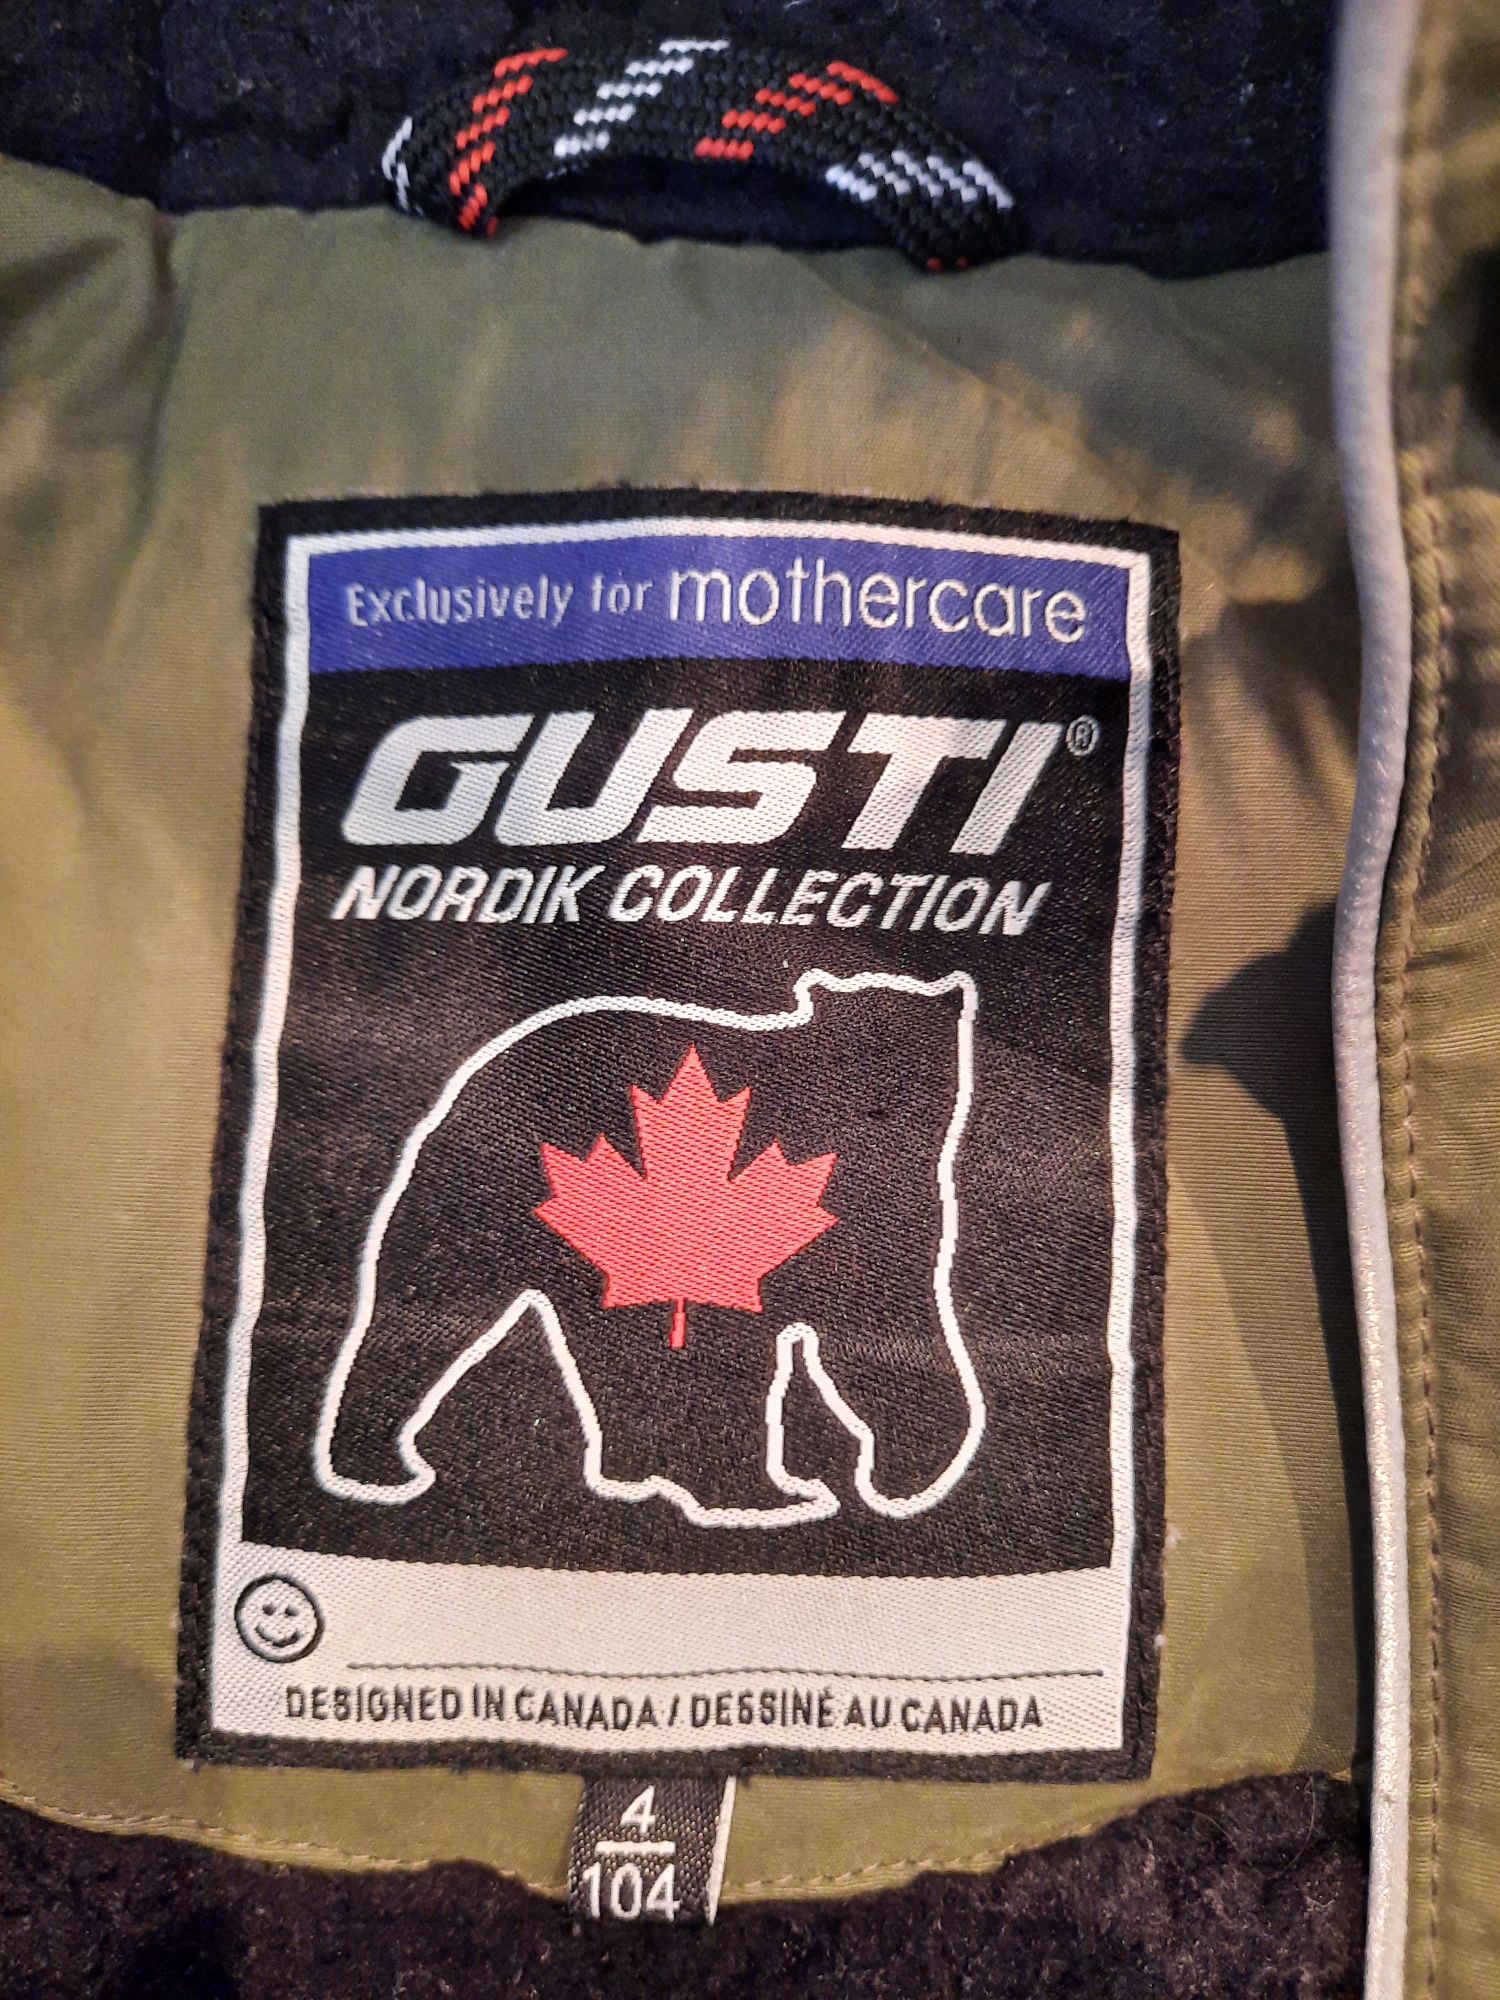 Exclusively for mothercare
GUSTI®
NORDIK COLLECTION
DESIGNED IN CANADA / DESSINÉ AU CANADA
4
104